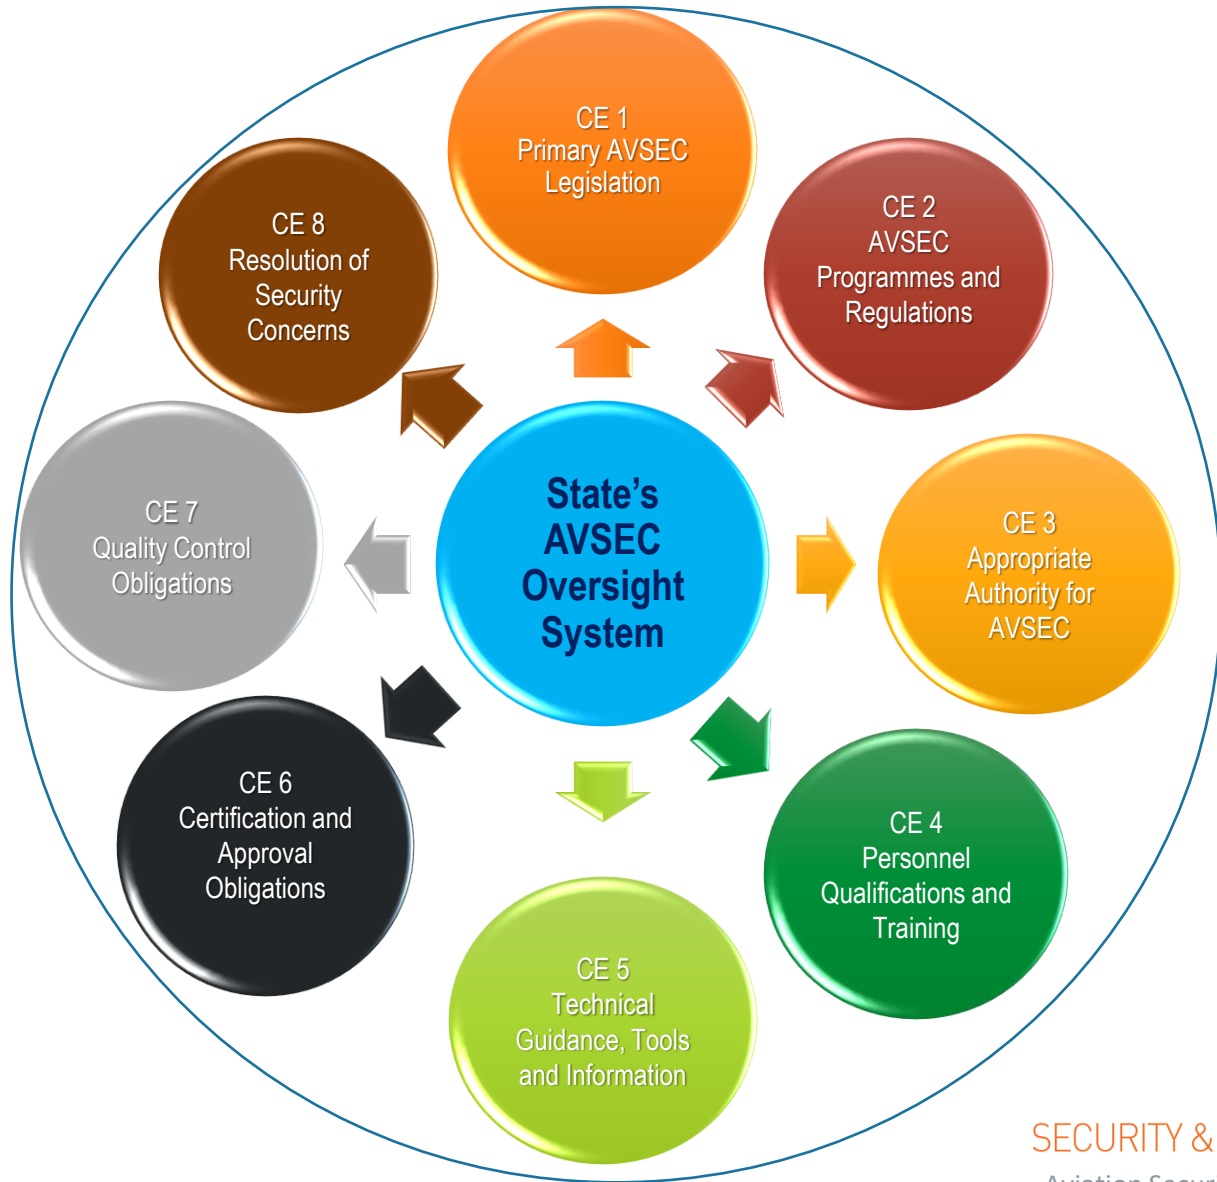 CE 1
Primary AVSEC
Legislation
CE 2
AVSEC
Programmes and
Regulations
CE 3
Appropriate
Authority for
AVSEC
CE 4
Personnel
Qualifications and
Training
CE 5
Technical
Guidance, Tools
and Information
CE 6
Certification and
Approval
Obligations
CE 7
Quality Control
Obligations
CE 8
Resolution of
Security
Concerns
State’s
AVSEC
Oversight
System
SECURITY &
Aviation Secur